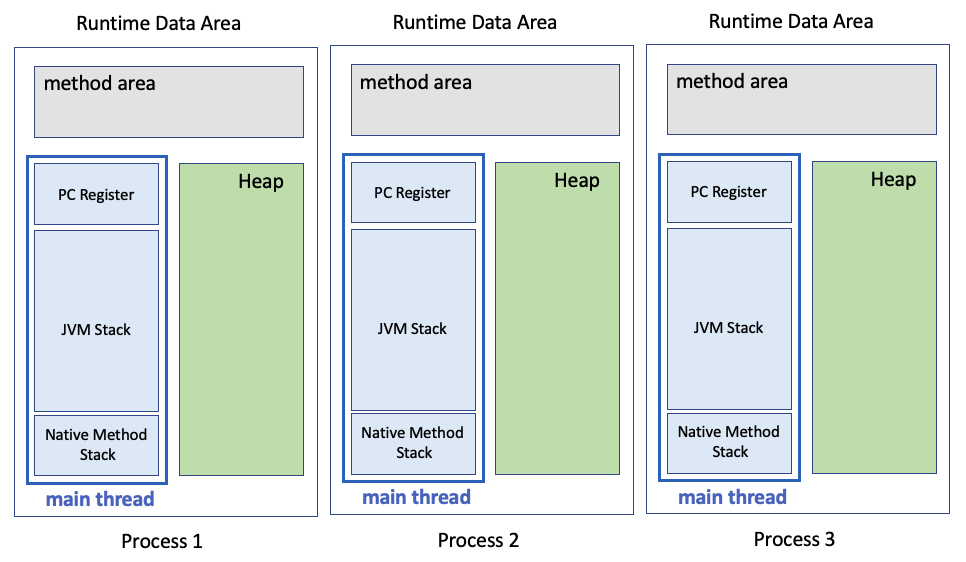 Runtime Data Area
method area
PC Register
JVM Stack
Native Method
Stack
main thread
Heap
Process 1
Runtime Data Area
method area
PC Register
JVM Stack
Native Method
Stack
main thread
Heap
Process 2
Runtime Data Area
method area
PC Register
JVM Stack
Native Method
Stack
main thread
Heap
Process 3